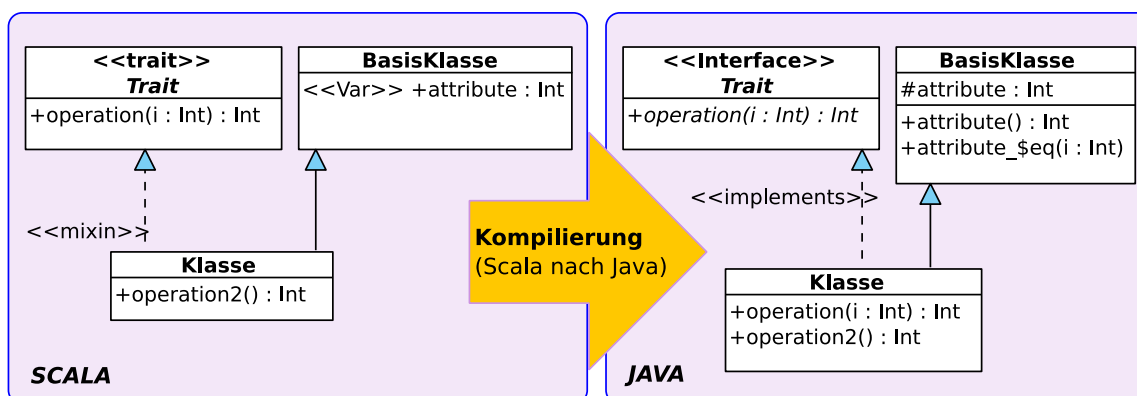 <<trait>>
Trait
+operation(i : Int) : Int
BasisKlasse
<<Var>> +attribute : Int
<<mixin>>
Klasse
+operation2() : Int
SCALA
Kompilierung
(Scala nach Java)
<<Interface>>
Trait
+operation(i : Int) : Int
BasisKlasse
#attribute : Int
+attribute() : Int
+attribute_$eq(i : Int)
<<implements>>
Klasse
+operation(i : Int) : Int
+operation2() : Int
JAVA